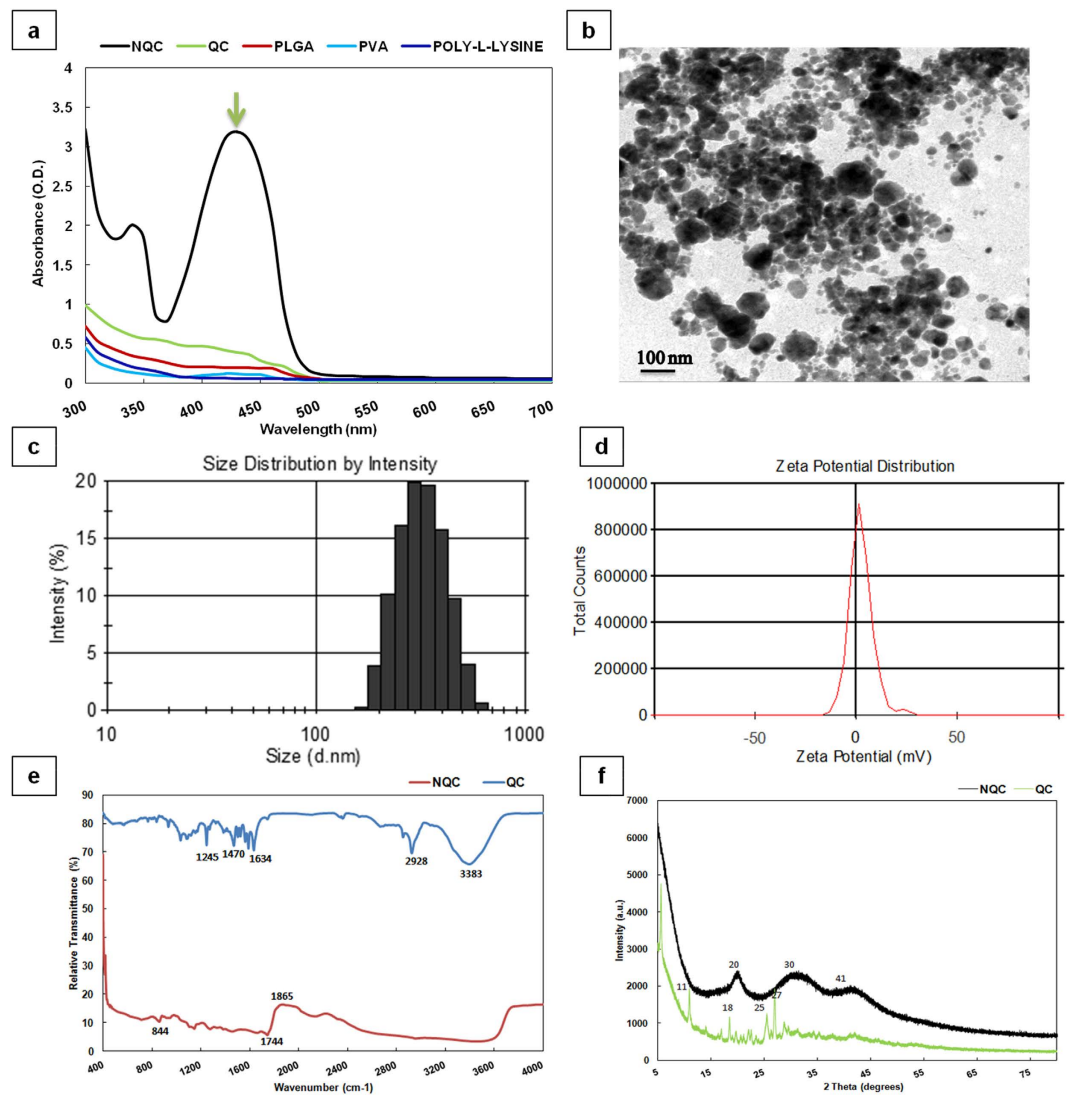 a
NQC QC PLGA PVA POLY-L-LYSINE
4
3.5
3
2.5
2
1.5
1
0.5
0
Absorbance (O.D.)
300 350 400 450 500 550 600 650 700
Wavelength (nm)
b
100 nm
c
Size Distribution by Intensity
20
15
10
5
0
Intensity (%)
10 100 1000
Size (d.nm)
d
Zeta Potential Distribution
1000000
800000
600000
400000
200000
0
Total Counts
-50 0 50
Zeta Potential (mV)
e
NQC QC
90
80
70
60
50
40
30
20
10
0
Relative Transmittance (%)
1245 1470 1634 2928 3383
844 1744 1865
400 800 1200 1600 2000 2400 2800 3200 3600 4000
Wavenumber (cm-1)
f
NQC QC
7000
6000
5000
4000
3000
2000
1000
0
Intensity (a.u.)
20 30 41
11 18 25 27
5 15 25 35 45 55 65 75
2 Theta (degrees)